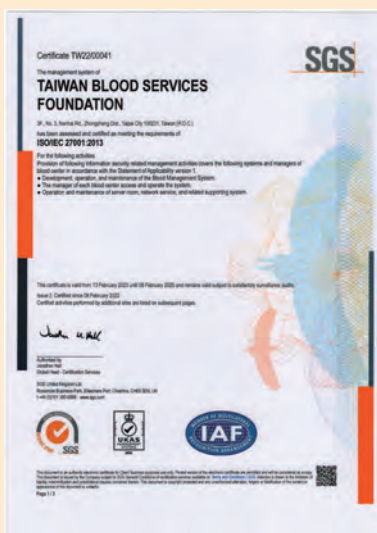 SGS
Certificate TW22/00041
The management system of
TAIWAN BLOOD SERVICES
FOUNDATION
3F., No. 3, Nanhai Rd., Zhongzheng Dist., Taipei City 100231, Taiwan (R.O.C.)
has been assessed and certified as meeting the requirements of
ISO/IEC 27001:2013
For the following activities
Provision of following information security related management activities covers the following systems and managers of
blood center in accordance with the Statement of Applicability version 1.
● Development, operation, and maintenance of the Blood Management System.
● The manager of each blood center access and operate the system.
● Operation and maintenance of server room, network service, and related supporting system.
This certificate is valid from 13 February 2023 until 08 February 2025 and remains valid subject to satisfactory surveillance audits.
Issue 2. Certified since 08 February 2022
Certified activities performed by additional sites are listed on subsequent pages.
Authorised by
Jonathan Hall
Global Head - Certification Services
SGS United Kingdom Ltd
Rossmore Business Park, Ellesmere Port, Cheshire, CH65 3EN, UK
SGS
UKAS
IAF
Page 1 / 3